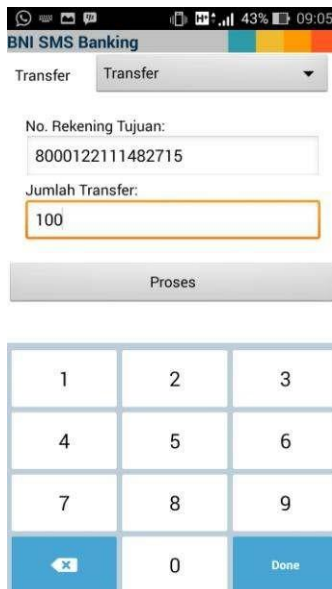 43% 09:05
BNI SMS Banking
Transfer Transfer
No. Rekening Tujuan:
8000122111482715
Jumlah Transfer:
100
Proses
1 2 3
4 5 6
7 8 9
0 Done